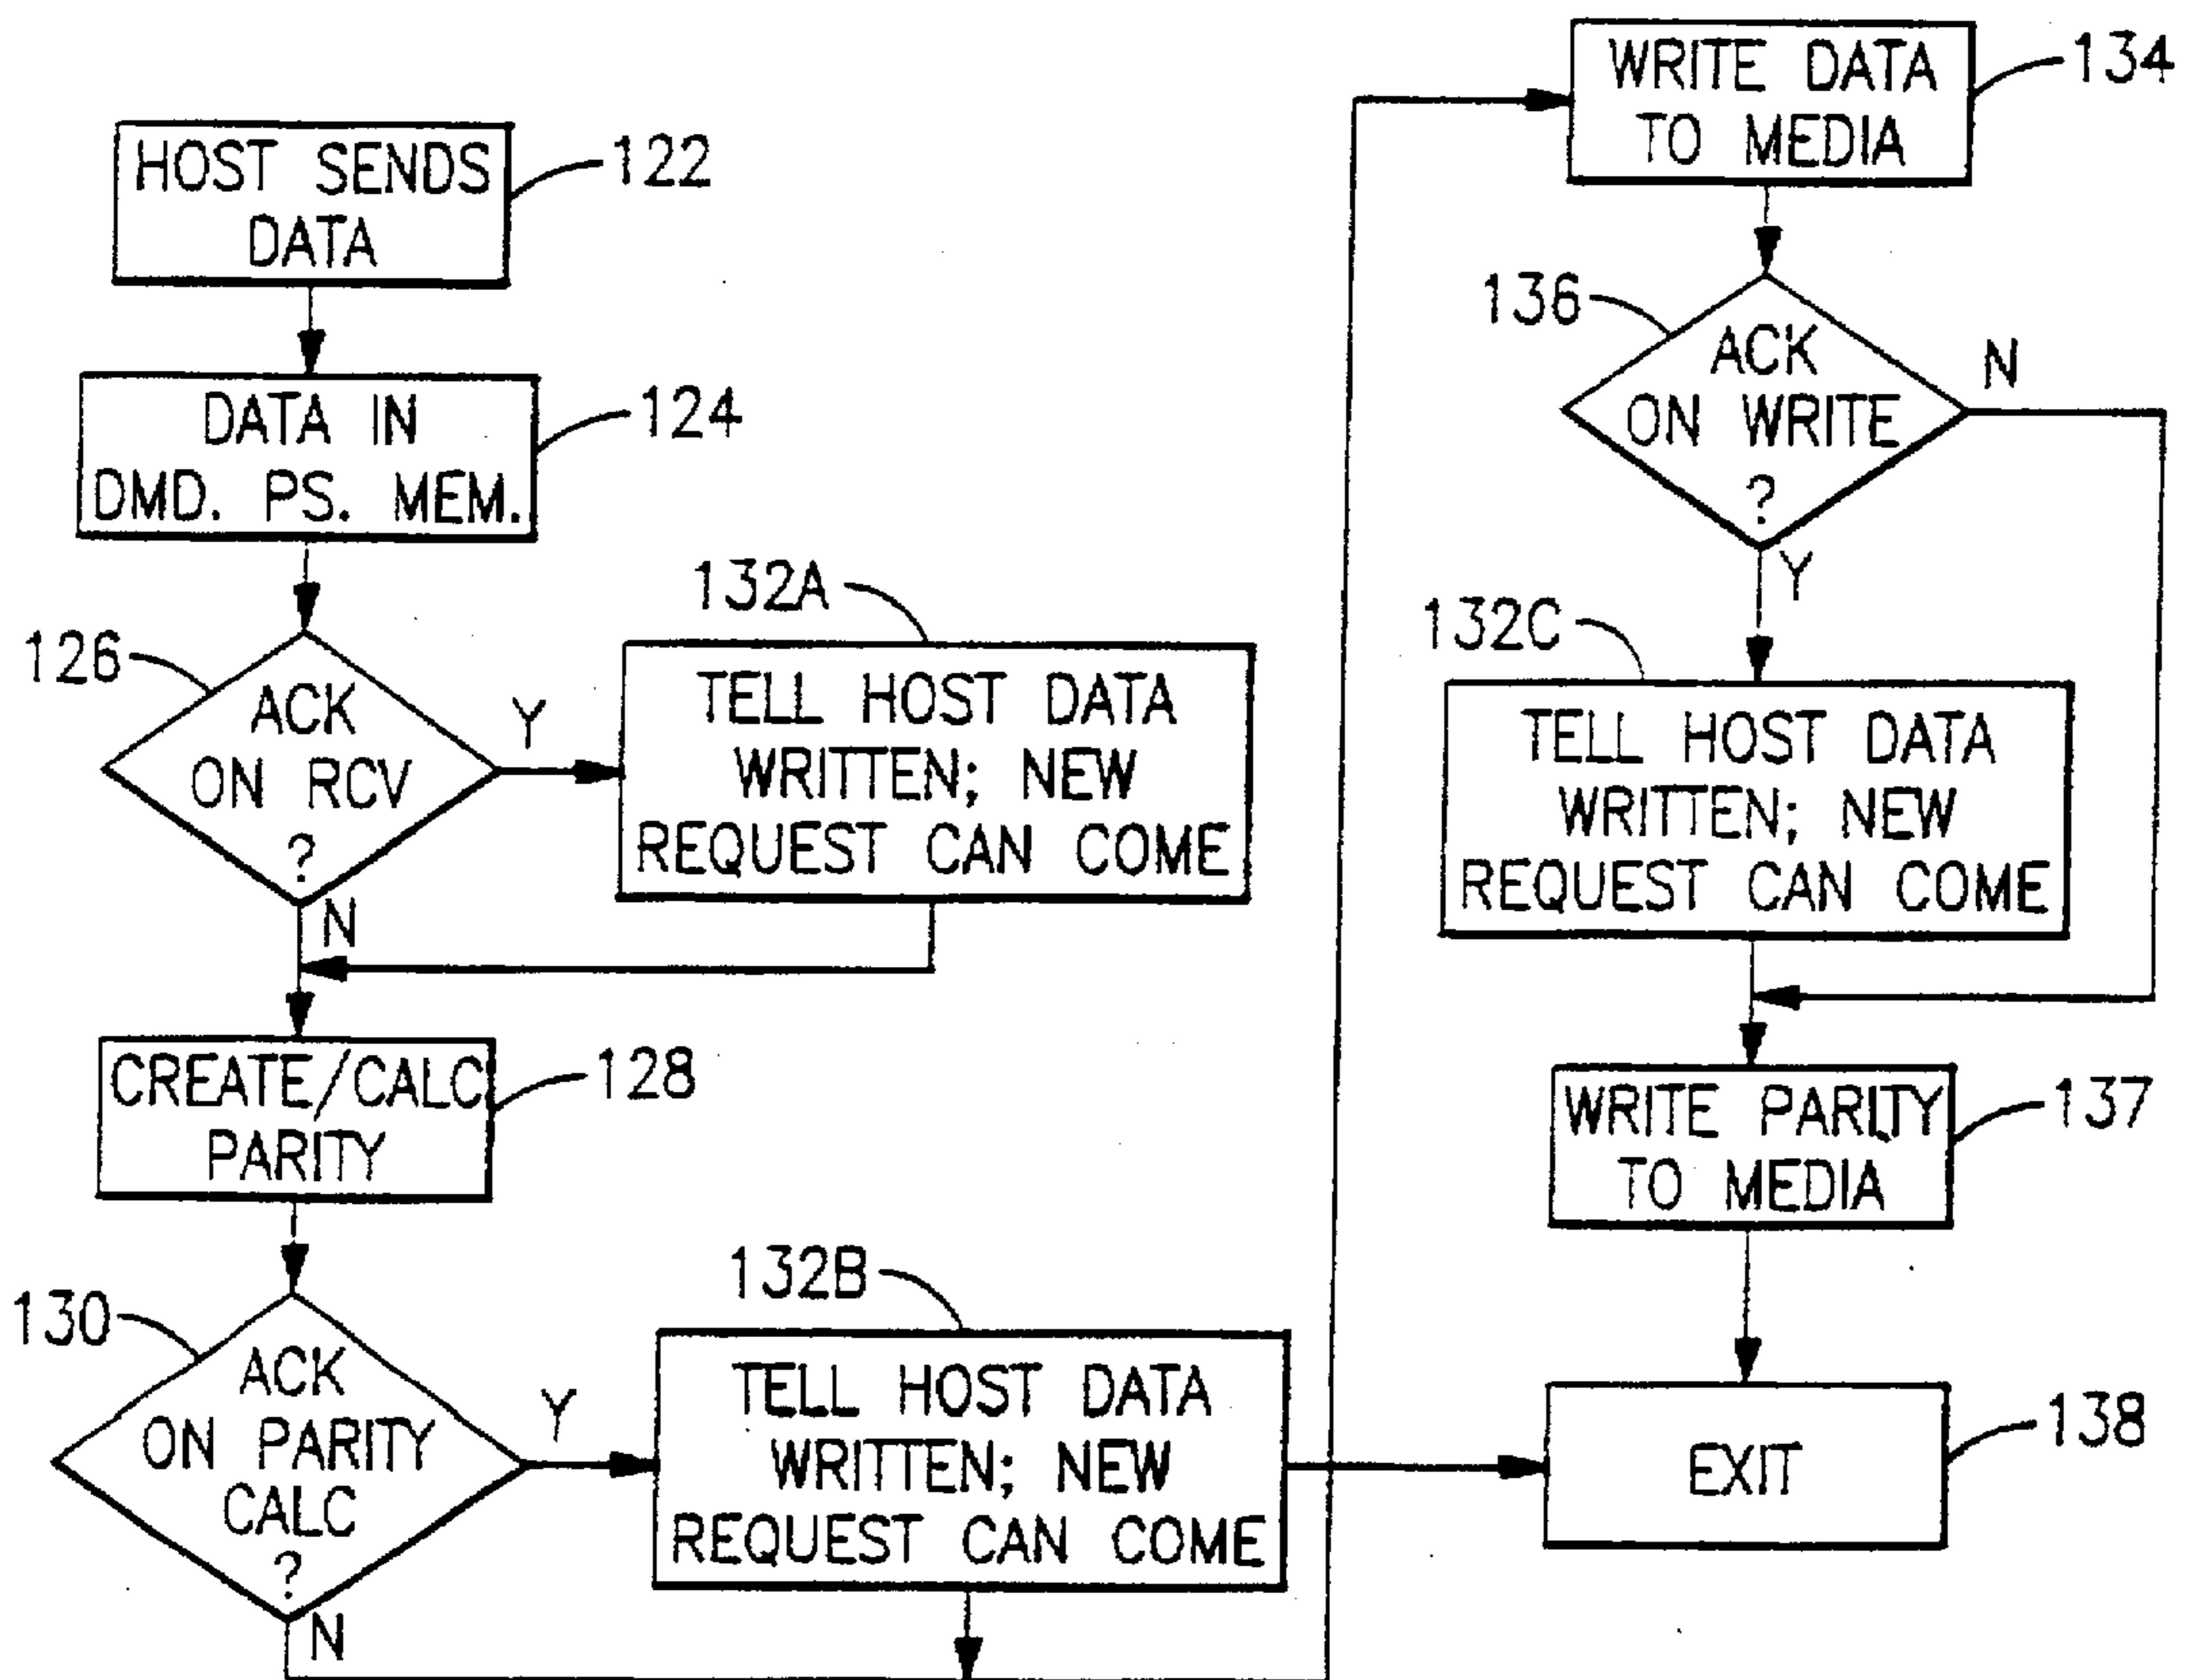 HOST SENDS
DATA
122
DATA IN
DMD. PS. MEM.
124
126
ACK
ON RCV
?
Y
N
132A
TELL HOST DATA
WRITTEN; NEW
REQUEST CAN COME
CREATE/CALC
PARITY
128
130
ACK
ON PARITY
CALC
?
Y
N
132B
TELL HOST DATA
WRITTEN; NEW
REQUEST CAN COME
WRITE DATA
TO MEDIA
134
136
ACK
ON WRITE
?
N
Y
132C
TELL HOST DATA
WRITTEN; NEW
REQUEST CAN COME
WRITE PARITY
TO MEDIA
137
EXIT
138